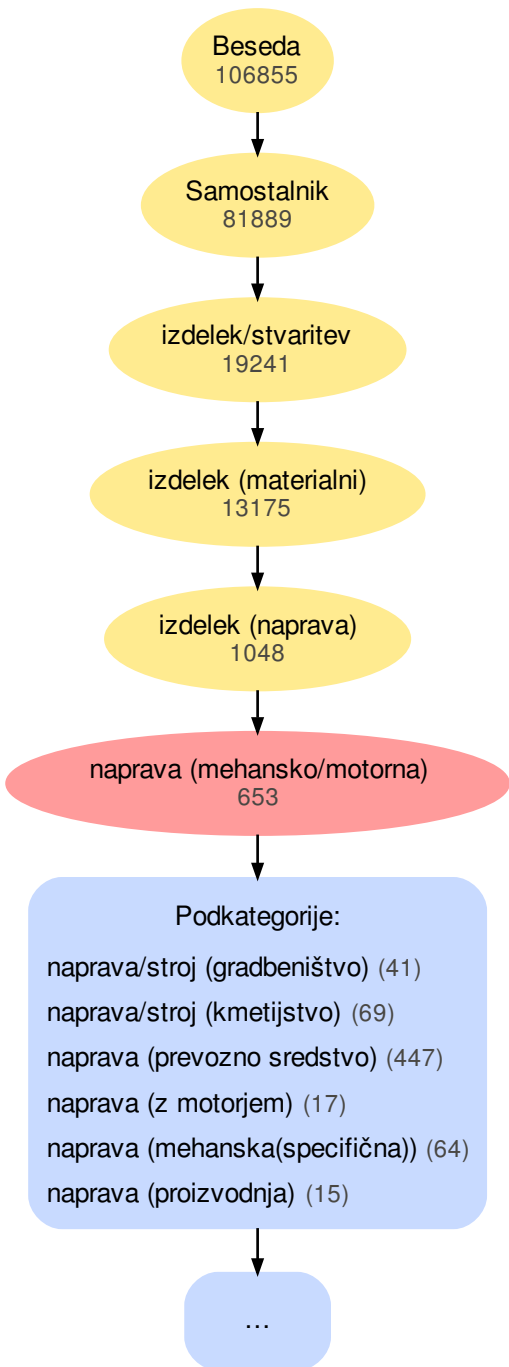 Beseda
106855
Samostalnik
81889
izdelek/stvaritev
19241
izdelek (materialni)
13175
izdelek (naprava)
1048
naprava (mehansko/motorna)
653
Podkategorije:
naprava/stroj (gradbeništvo) (41)
naprava/stroj (kmetijstvo) (69)
naprava (prevozno sredstvo) (447)
naprava (z motorjem) (17)
naprava (mehanska(specifična)) (64)
naprava (proizvodnja) (15)
...